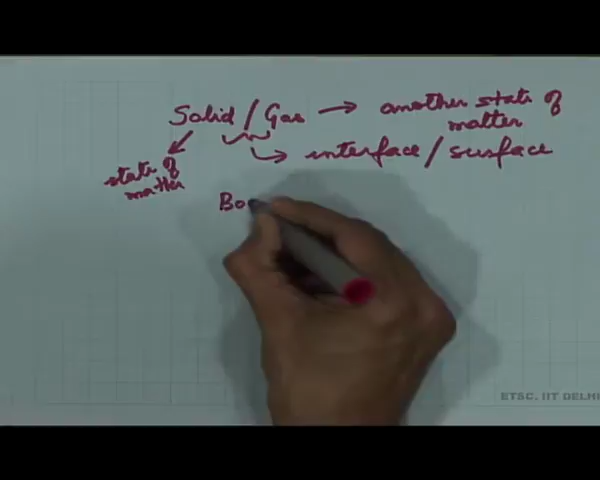 Solid / Gas → another state of
matter
state of
matter
→ interface / surface
Bo
ETSC, IIT DELHI